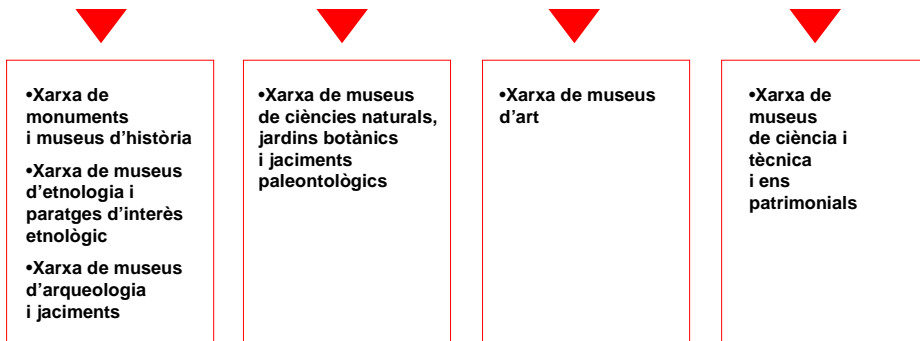 •Xarxa de
monuments
i museus d’història
•Xarxa de museus
d’etnologia i
paratges d’interès
etnològic
•Xarxa de museus
d’arqueologia
i jaciments
•Xarxa de museus
de ciències naturals,
jardins botànics
i jaciments
paleontològics
•Xarxa de museus
d’art
•Xarxa de
museus
de ciència i
tècnica
i ens
patrimonials